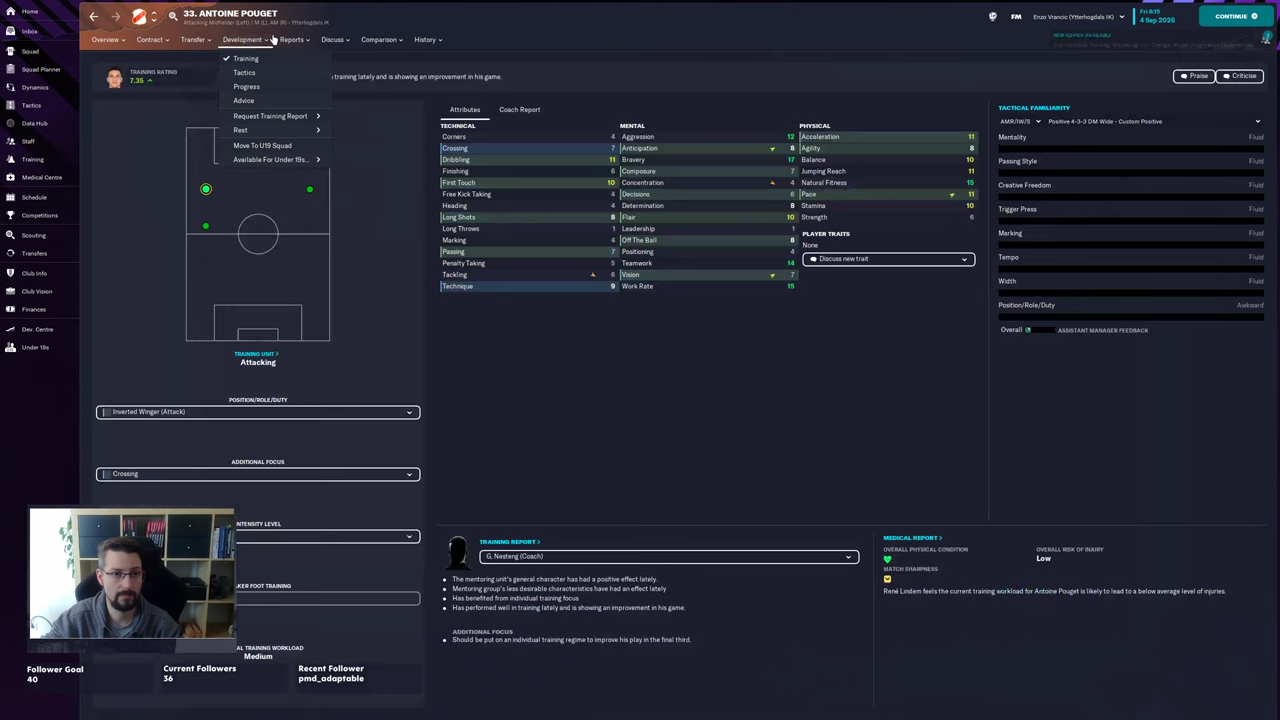 Home
Inbox
Squad
Squad Planner
Dynamics
Tactics
Data Hub
Staff
Training
Medical Centre
Schedule
Competitions
Scouting
Transfers
Club Info
Club Vision
Finances
Dev. Centre
Under 19s
33. ANTOINE POUGET
Attacking Midfielder (Left) / M (L), AM (R) - Ytterhogdals IK
FM
Enzo Vrancic (Ytterhogdals IK)
Fri 8:15
4 Sep 2026
CONTINUE
Overview
Contract
Transfer
Development
Reports
Discuss
Comparison
History
Training
Tactics
Progress
Advice
Request Training Report
Rest
Move To U19 Squad
Available For Under 19s...
TRAINING RATING
7.35
training lately and is showing an improvement in his game.
Praise
Criticise
TRAINING UNIT >
Attacking
POSITION/ROLE/DUTY
Inverted Winger (Attack)
ADDITIONAL FOCUS
Crossing
INTENSITY LEVEL
AKER FOOT TRAINING
AL TRAINING WORKLOAD
Medium
Attributes
Coach Report
TECHNICAL
Corners 4
Crossing 7
Dribbling 11
Finishing 6
First Touch 10
Free Kick Taking 4
Heading 4
Long Shots 8
Long Throws 1
Marking 4
Passing 7
Penalty Taking 5
Tackling 6
Technique 9
MENTAL
Aggression 12
Anticipation 8
Bravery 17
Composure 7
Concentration 4
Decisions 6
Determination 8
Flair 10
Leadership 1
Off The Ball 8
Positioning 4
Teamwork 14
Vision 7
Work Rate 15
PHYSICAL
Acceleration 11
Agility 8
Balance 10
Jumping Reach 11
Natural Fitness 15
Pace 11
Stamina 10
Strength 6
PLAYER TRAITS
None
Discuss new trait
TACTICAL FAMILIARITY
AMR/IW/S
Positive 4-3-3 DM Wide - Custom Positive
Mentality Fluid
Passing Style Fluid
Creative Freedom Fluid
Trigger Press Fluid
Marking Fluid
Tempo Fluid
Width Fluid
Position/Role/Duty Awkward
Overall
ASSISTANT MANAGER FEEDBACK
TRAINING REPORT >
G. Nesteng (Coach)
The mentoring unit's general character has had a positive effect lately.
Mentoring group's less desirable characteristics have had an effect lately
Has benefited from individual training focus
Has performed well in training lately and is showing an improvement in his game.
ADDITIONAL FOCUS
Should be put on an individual training regime to improve his play in the final third.
MEDICAL REPORT >
OVERALL PHYSICAL CONDITION
OVERALL RISK OF INJURY
Low
MATCH SHARPNESS
René Lindem feels the current training workload for Antoine Pouget is likely to lead to a below average level of injuries.
Follower Goal
40
Current Followers
36
Recent Follower
pmd_adaptable